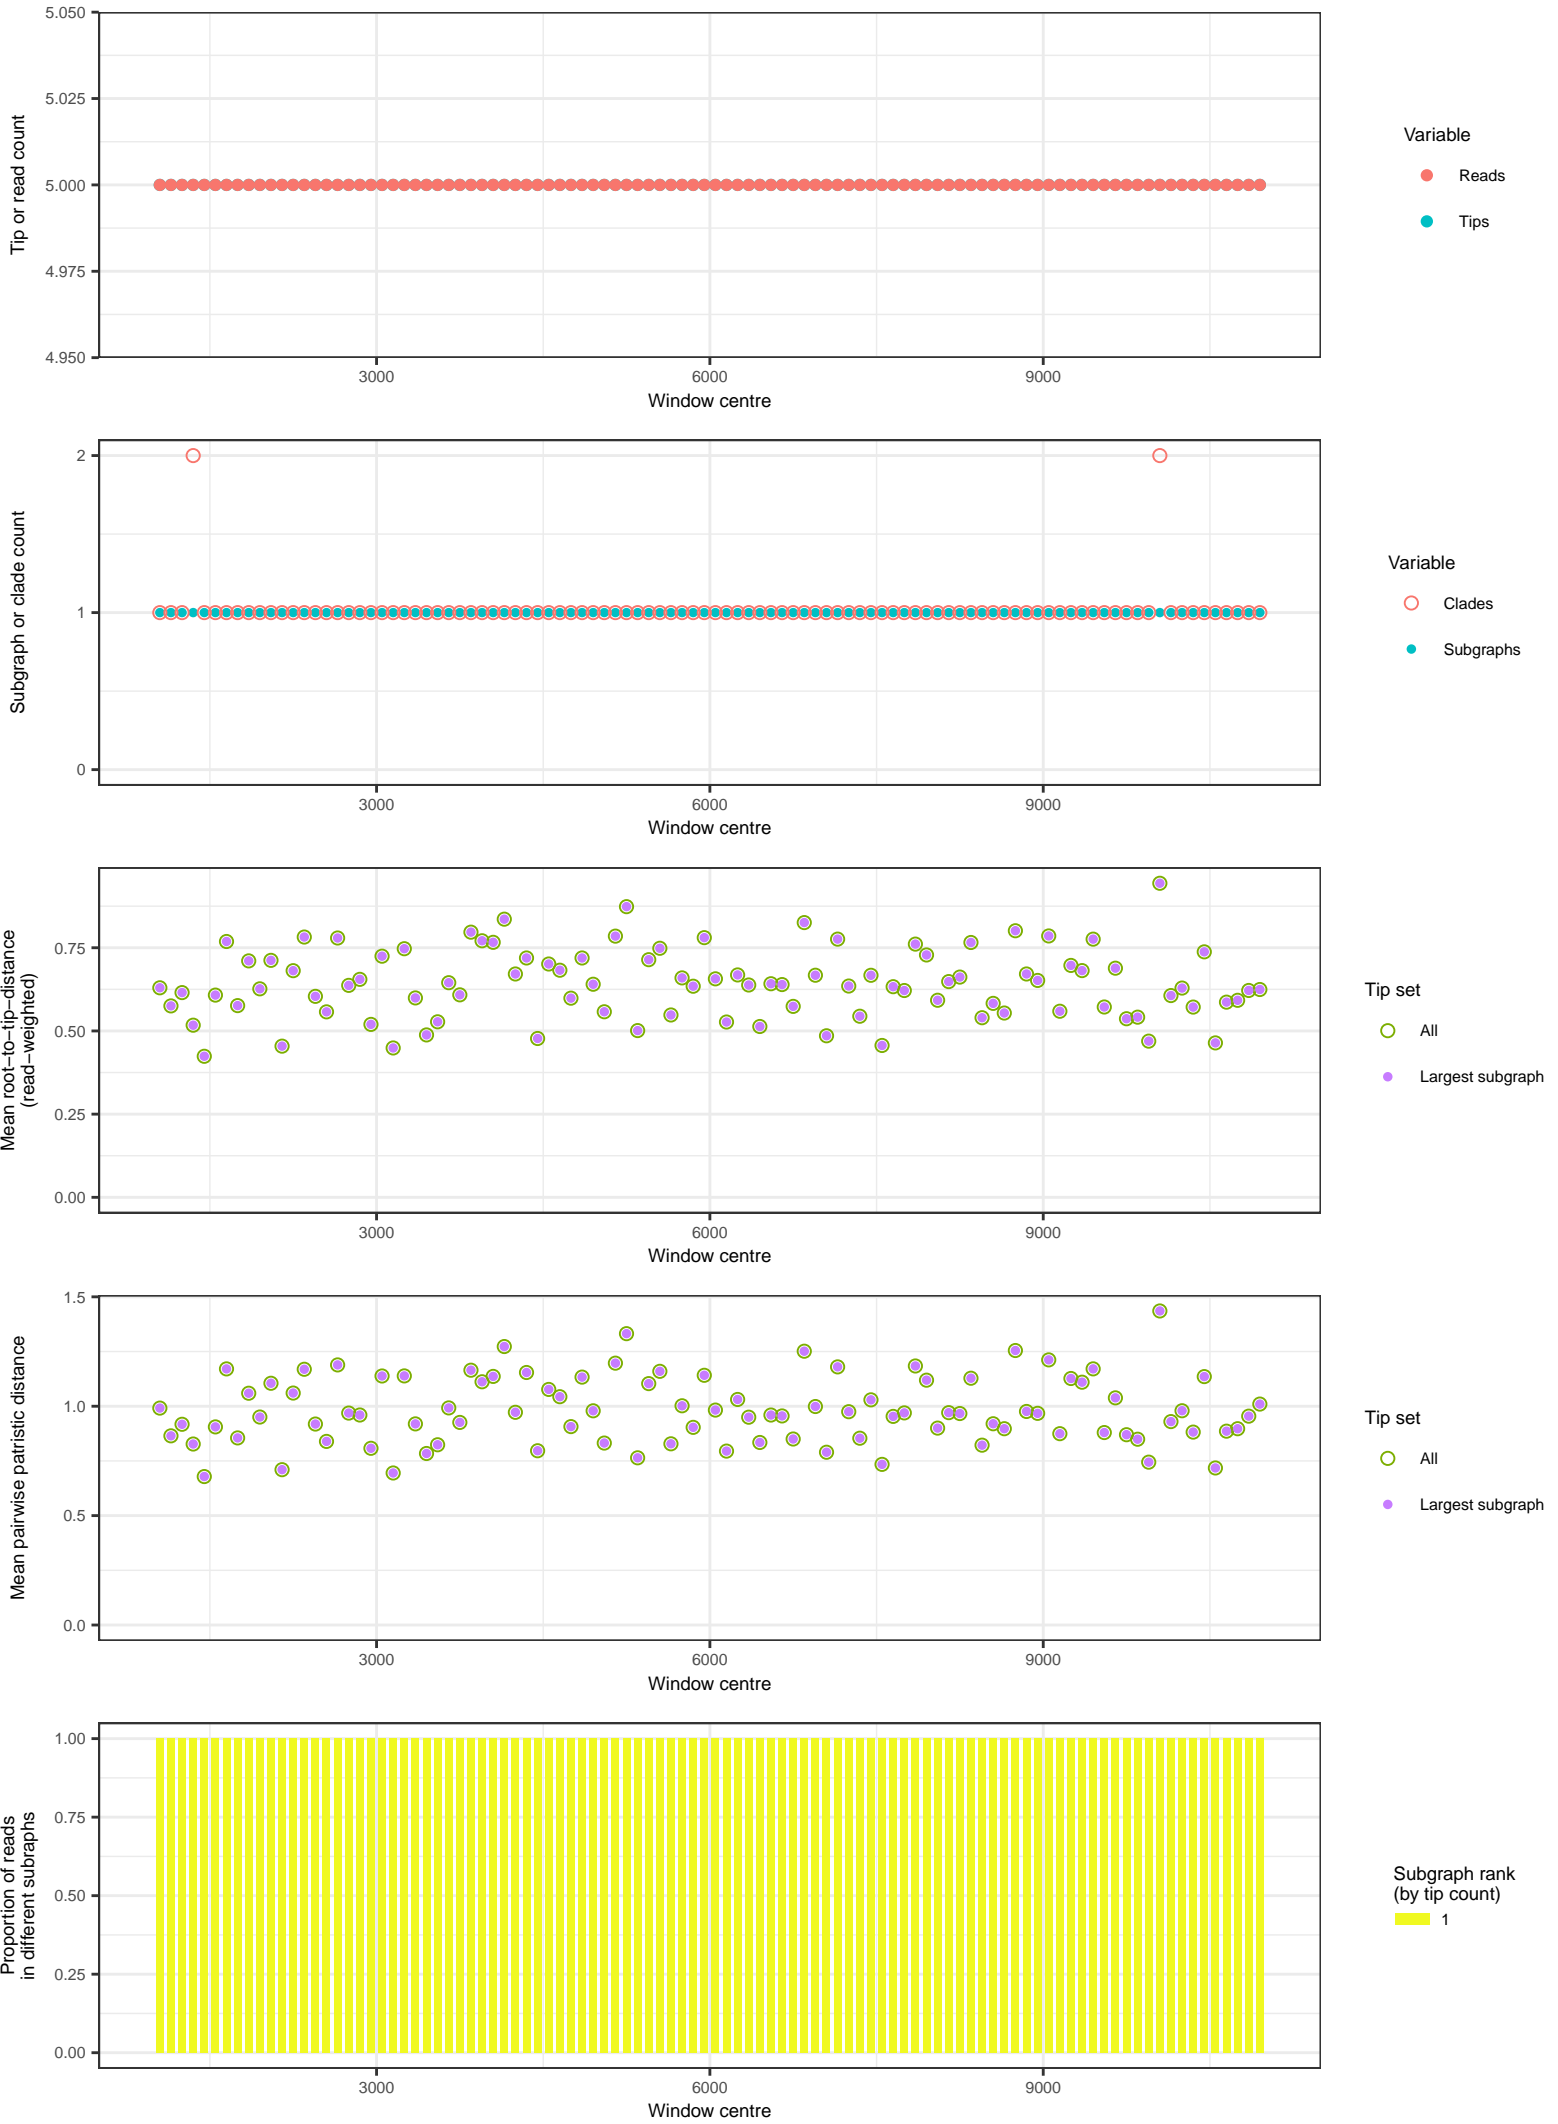 5.050
5.025
5.000
4.975
4.950
Tip or read count
3000 6000 9000
Window centre
Variable
Reads
Tips
2
1
0
Subgraph or clade count
3000 6000 9000
Window centre
Variable
Clades
Subgraphs
0.75
0.50
0.25
0.00
Mean root−to−tip−distance
(read−weighted)
3000 6000 9000
Window centre
Tip set
All
Largest subgraph
1.5
1.0
0.5
0.0
Mean pairwise patristic distance
3000 6000 9000
Window centre
Tip set
All
Largest subgraph
1.00
0.75
0.50
0.25
0.00
Proportion of reads
in different subraphs
3000 6000 9000
Window centre
Subgraph rank
(by tip count)
1